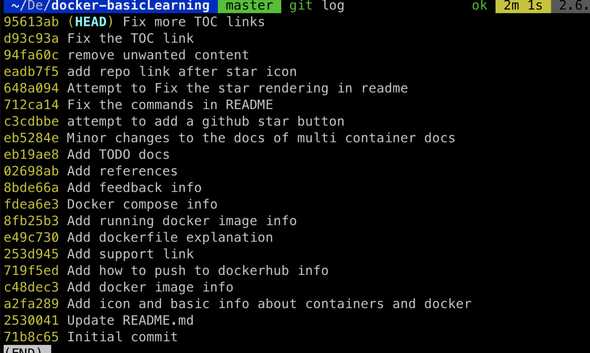 ~/De/docker-basicLearning master git log ok 2m 1s 2.6.
95613ab (HEAD) Fix more TOC links
d93c93a Fix the TOC link
94fa60c remove unwanted content
eadb7f5 add repo link after star icon
648a094 Attempt to Fix the star rendering in readme
712ca14 Fix the commands in README
c3cdbbe attempt to add a github star button
eb5284e Minor changes to the docs of multi container docs
eb19ae8 Add TODO docs
02698ab Add references
8bde66a Add feedback info
fdea6e3 Docker compose info
8fb25b3 Add running docker image info
e49c730 Add dockerfile explanation
253d945 Add support link
719f5ed Add how to push to dockerhub info
c48dec3 Add docker image info
a2fa289 Add icon and basic info about containers and docker
2530041 Update README.md
71b8c65 Initial commit
(END)